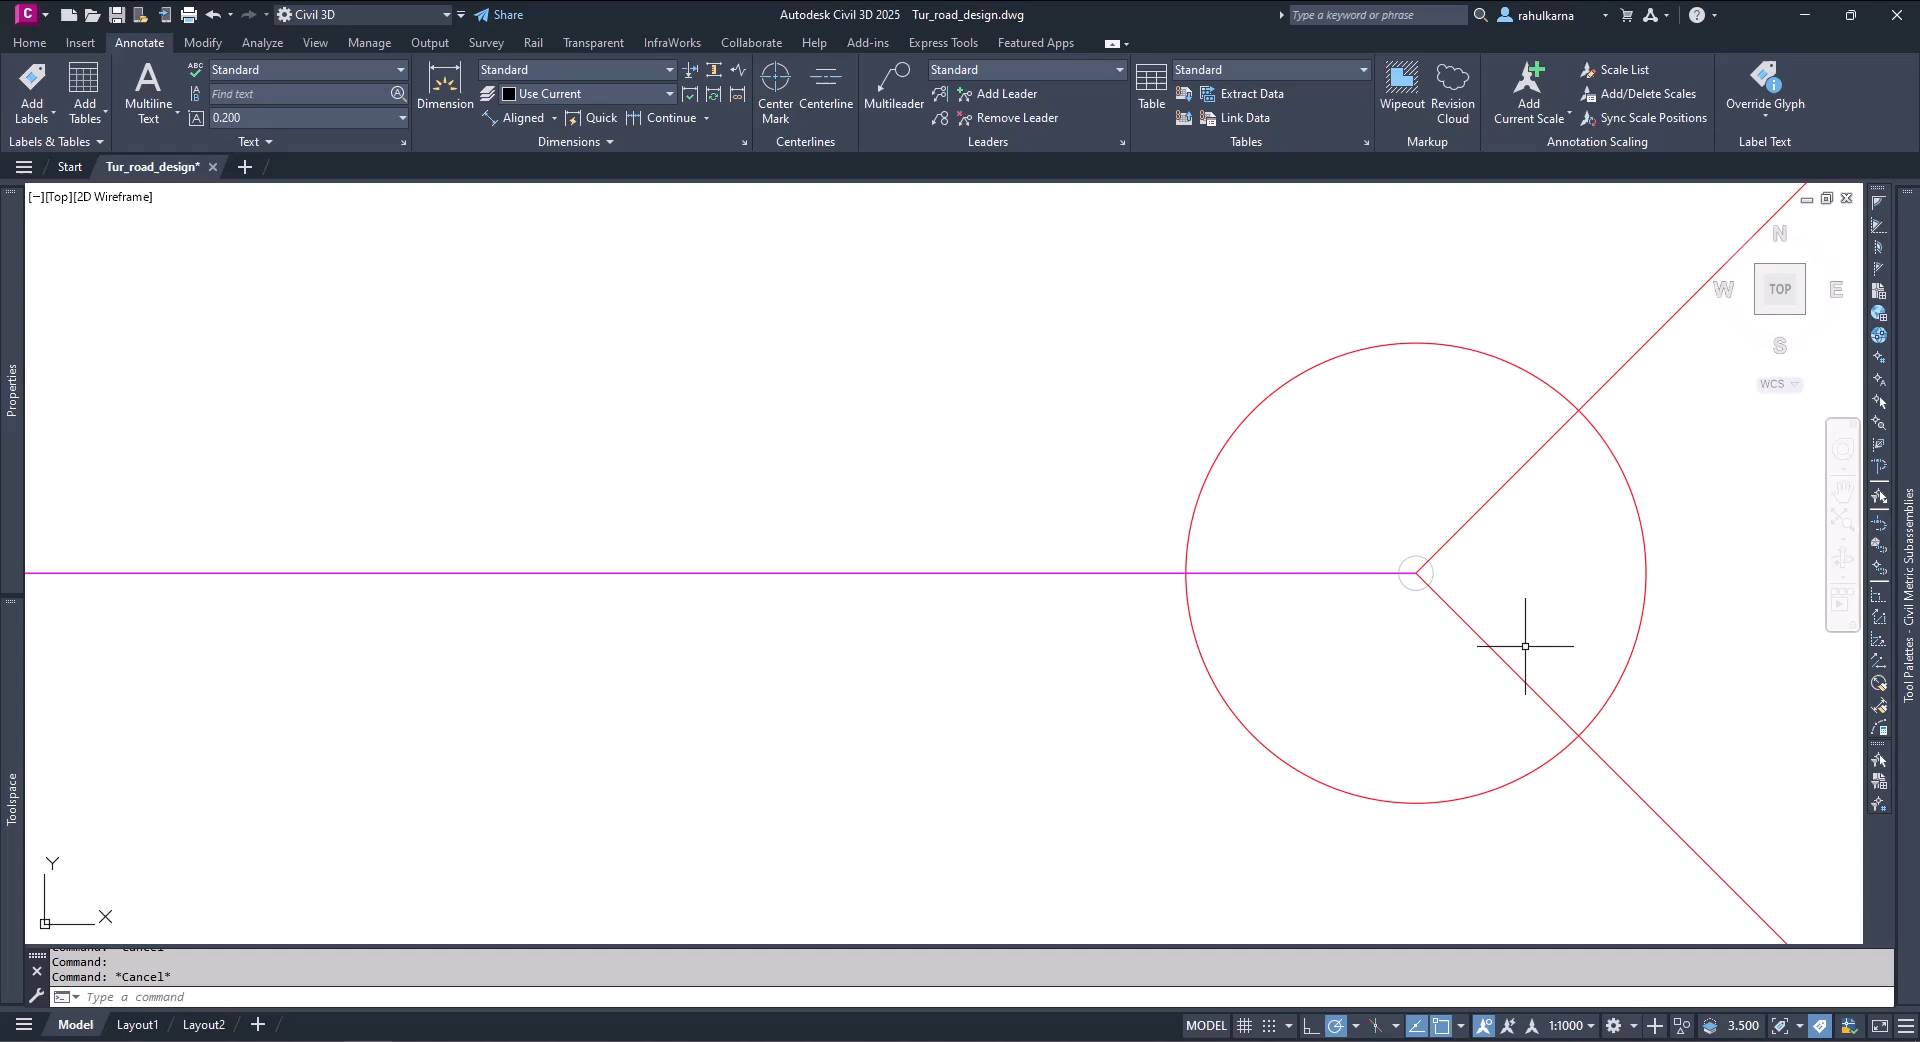 C
Civil 3D
Share
Autodesk Civil 3D 2025 Tur_road_design.dwg
Type a keyword or phrase
rahulkarna
Home Insert Annotate Modify Analyze View Manage Output Survey Rail Transparent InfraWorks Collaborate Help Add-ins Express Tools Featured Apps
Add Labels
Add Tables
Labels & Tables
Multiline Text
Standard
Find text
0.200
Text
Dimension
Standard
Use Current
Aligned Quick Continue
Dimensions
Center Mark
Centerline
Centerlines
Multileader
Standard
Add Leader
Remove Leader
Leaders
Table
Standard
Extract Data
Link Data
Tables
Wipeout
Revision Cloud
Markup
Add Current Scale
Scale List
Add/Delete Scales
Sync Scale Positions
Annotation Scaling
Override Glyph
Label Text
Start
Tur_road_design*
[−][Top][2D Wireframe]
N
W TOP E
S
WCS
Properties
Toolspace
Tool Palettes - Civil Metric Subassemblies
Y
X
Command: *Cancel*
Command:
Command: *Cancel*
Type a command
Model Layout1 Layout2
MODEL
1:1000
3.500